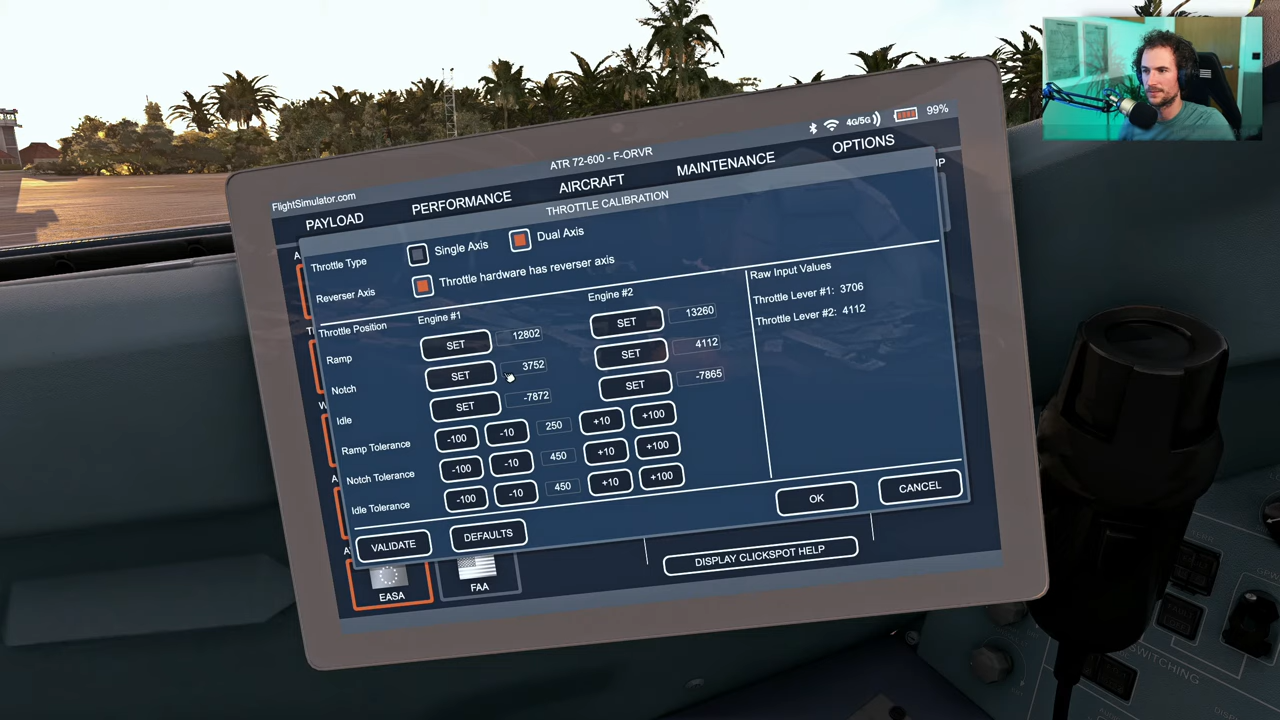 99%
4G/5G
ATR 72-600 - F-ORVR
FlightSimulator.com
PAYLOAD PERFORMANCE AIRCRAFT MAINTENANCE OPTIONS
THROTTLE CALIBRATION
Throttle Type Single Axis Dual Axis
Reverser Axis Throttle hardware has reverser axis
Throttle Position Engine #1 Engine #2
Ramp SET 12802 SET 13260
Notch SET 3752 SET 4112
Idle SET -7872 SET -7865
Ramp Tolerance -100 -10 250 +10 +100
Notch Tolerance -100 -10 450 +10 +100
Idle Tolerance -100 -10 450 +10 +100
Raw Input Values
Throttle Lever #1: 3706
Throttle Lever #2: 4112
OK CANCEL
VALIDATE DEFAULTS
DISPLAY CLICKSPOT HELP
EASA FAA
SWITCHING